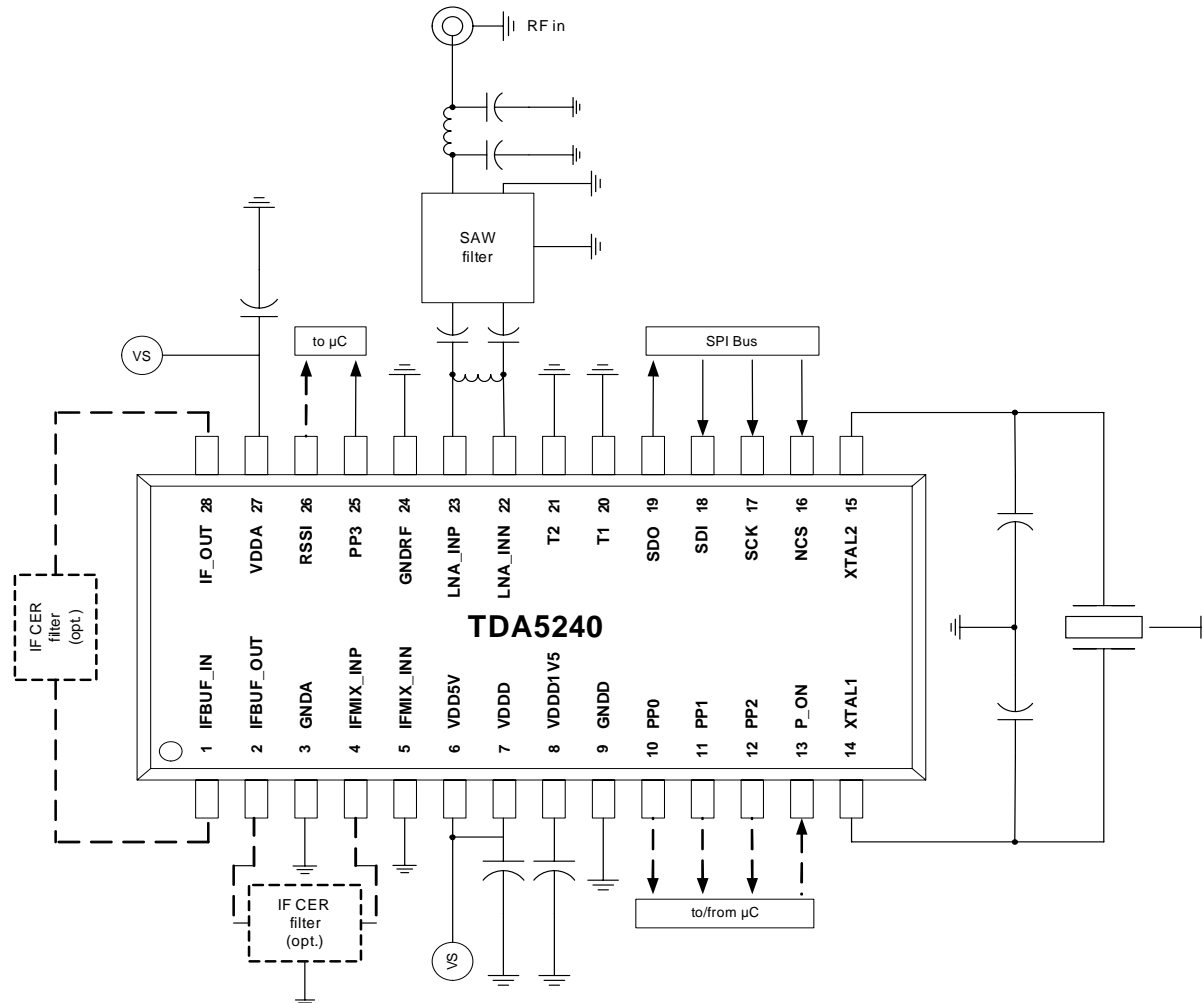 RF in
SAW
filter
VS
to µC
SPI Bus
28 27 26 25 24 23 22 21 20 19 18 17 16 15
IF_OUT VDDA RSSI PP3 GNDRF LNA_INP LNA_INN T2 T1 SDO SDI SCK NCS XTAL2
IF CER
filter
(opt.)
TDA5240
IFBUF_IN IFBUF_OUT GNDA IFMIX_INP IFMIX_INN VDD5V VDDD VDDD1V5 GNDD PP0 PP1 PP2 P_ON XTAL1
1 2 3 4 5 6 7 8 9 10 11 12 13 14
IF CER
filter
(opt.)
to/from µC
VS